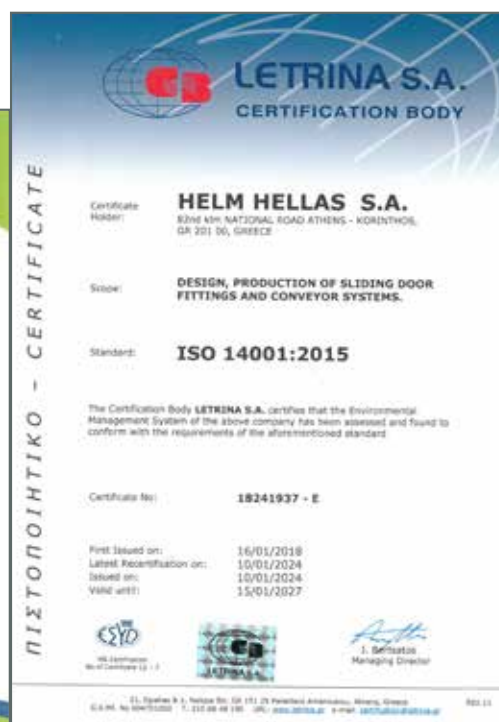 CB
LETRINA S.A.
CERTIFICATION BODY
ΠΙΣΤΟΠΟΙΗΤΙΚΟ - CERTIFICATE
Certificate Holder:
HELM HELLAS S.A.
82nd klm NATIONAL ROAD ATHENS - KORINTHOS,
GR 201 00, GREECE
Scope:
DESIGN, PRODUCTION OF SLIDING DOOR
FITTINGS AND CONVEYOR SYSTEMS.
Standard:
ISO 14001:2015
The Certification Body LETRINA S.A. certifies that the Environmental
Management System of the above company has been assessed and found to
conform with the requirements of the aforementioned standard
Certificate No: 18241937 - E
First Issued on: 16/01/2018
Latest Recertification on: 10/01/2024
Issued on: 10/01/2024
Valid until: 15/01/2027
ΕΣΥΔ
CB
I. Bertsatos
Managing Director